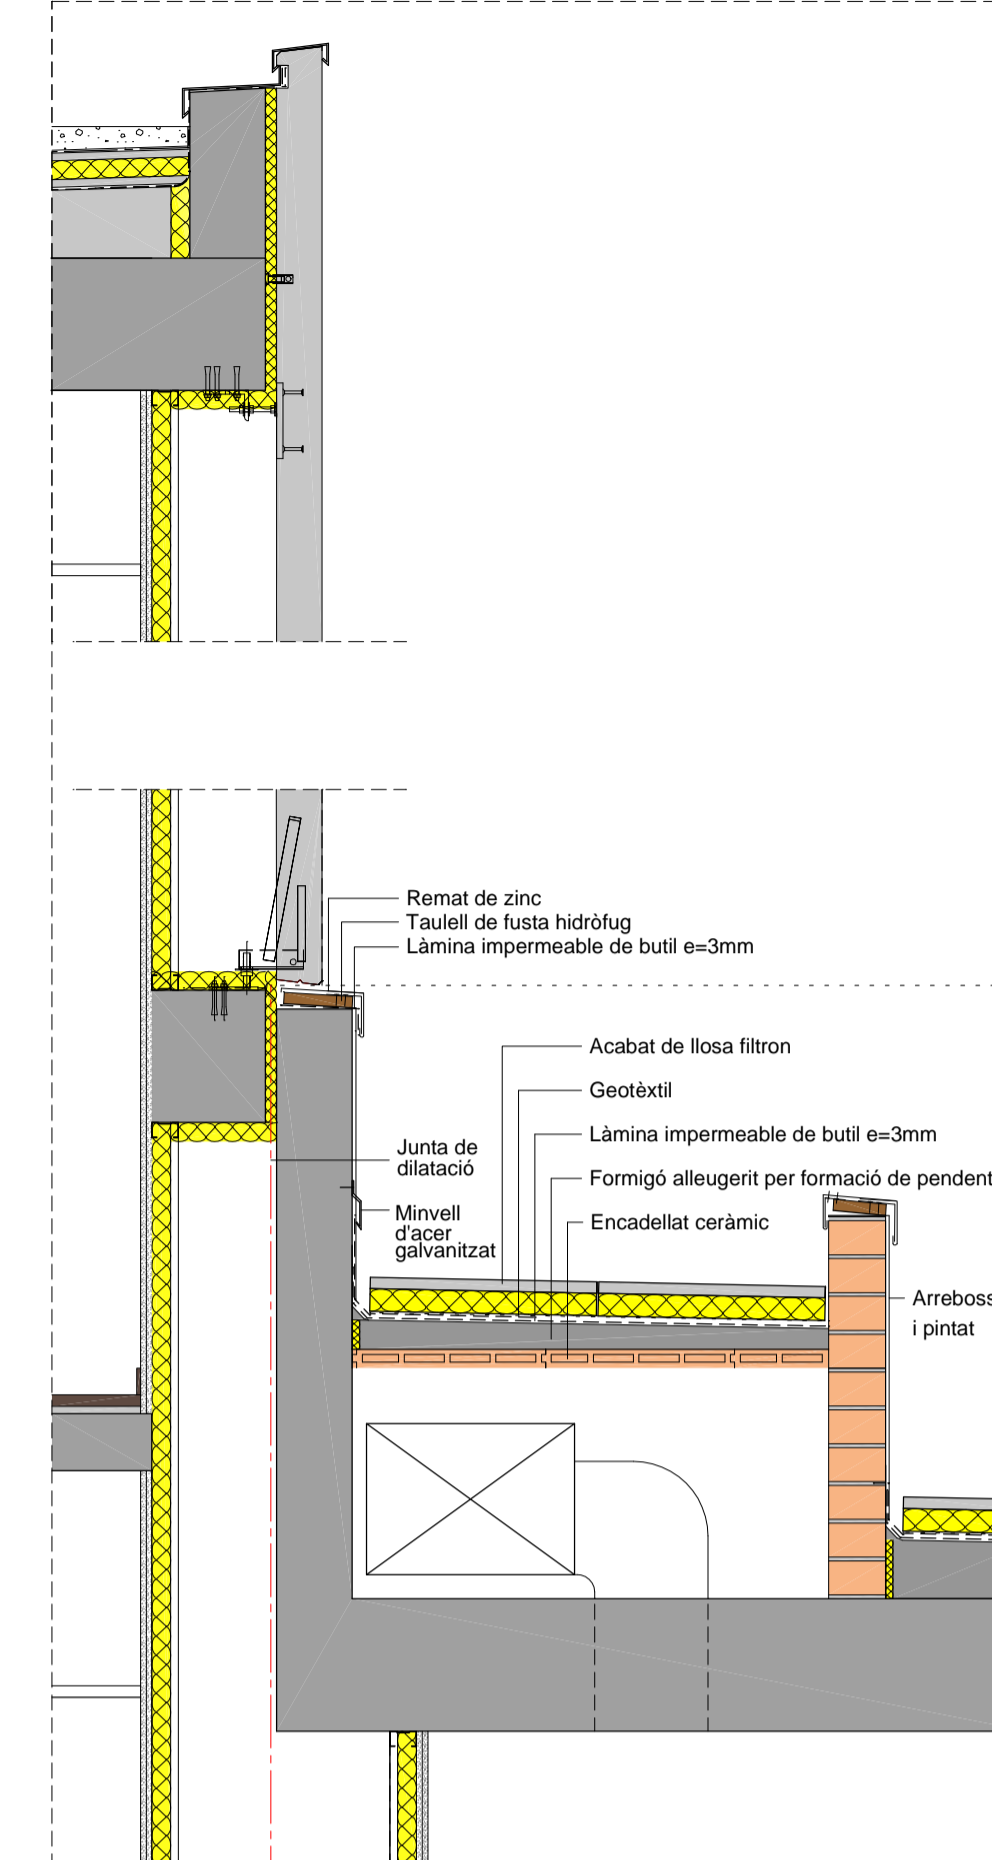 Remat de zinc
Taulell de fusta hidròfug
Làmina impermeable de butil e=3mm
Acabat de llosa filtron
Geotèxtil
Làmina impermeable de butil e=3mm
Formigó alleugerit per formació de pendent
Encadellat ceràmic
Junta de
dilatació
Minvell
d'acer
galvanitzat
Arreboss
i pintat